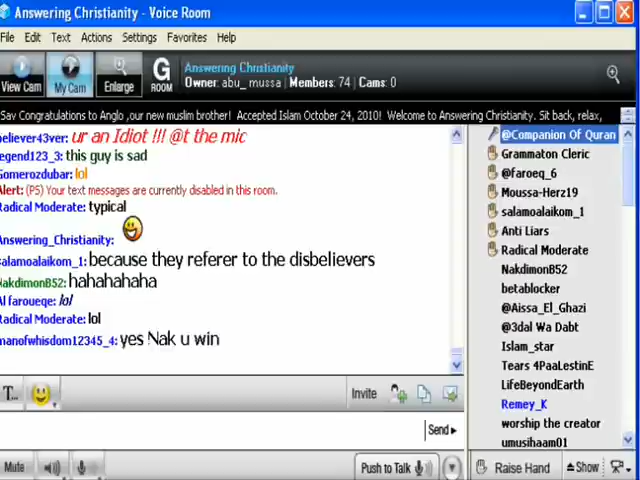 Answering Christianity - Voice Room
File Edit Text Actions Settings Favorites Help
View Cam
My Cam
Enlarge
G
ROOM
Answering Christianity
Owner: abu_mussa | Members: 74 | Cams: 0
Say Congratulations to Anglo ,our new muslim brother! Accepted Islam October 24, 2010! Welcome to Answering Christianity. Sit back, relax,
believer43ver: ur an Idiot !!! @t the mic
legend123_3: this guy is sad
Gomerozdubar: lol
Alert: (PS) Your text messages are currently disabled in this room.
Radical Moderate: typical
Answering_Christianity:
salamoalaikom_1: because they referer to the disbelievers
NakdimonB52: hahahahaha
Al faroueqe: lol
Radical Moderate: lol
manofwhisdom12345_4: yes Nak u win
@Companion Of Quran
Grammaton Cleric
@faroeq_6
Moussa-Herz19
salamoalaikom_1
Anti Liars
Radical Moderate
NakdimonB52
betablocker
@Aissa_El_Ghazi
@3dal Wa Dabt
Islam_star
Tears 4PaaLestinE
LifeBeyondEarth
Remey_K
worship the creator
umusihaam01
T...
Invite
Send
Mute
Push to Talk
Raise Hand
Show